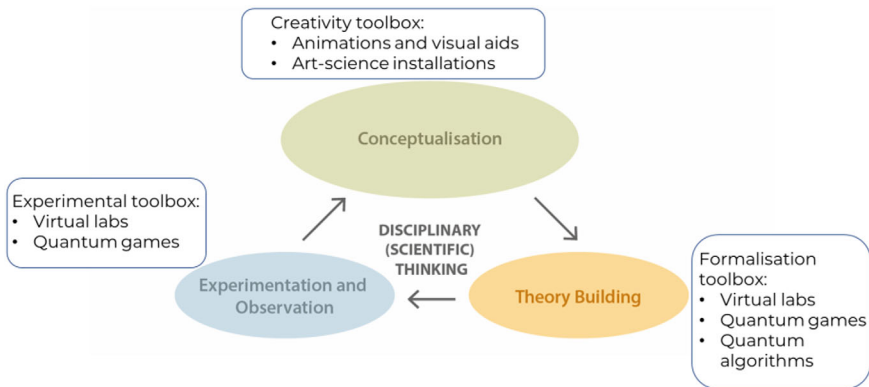 Creativity toolbox:
• Animations and visual aids
• Art-science installations
Conceptualisation
Experimental toolbox:
• Virtual labs
• Quantum games
DISCIPLINARY
(SCIENTIFIC)
THINKING
Experimentation and
Observation
Theory Building
Formalisation
toolbox:
• Virtual labs
• Quantum games
• Quantum
algorithms